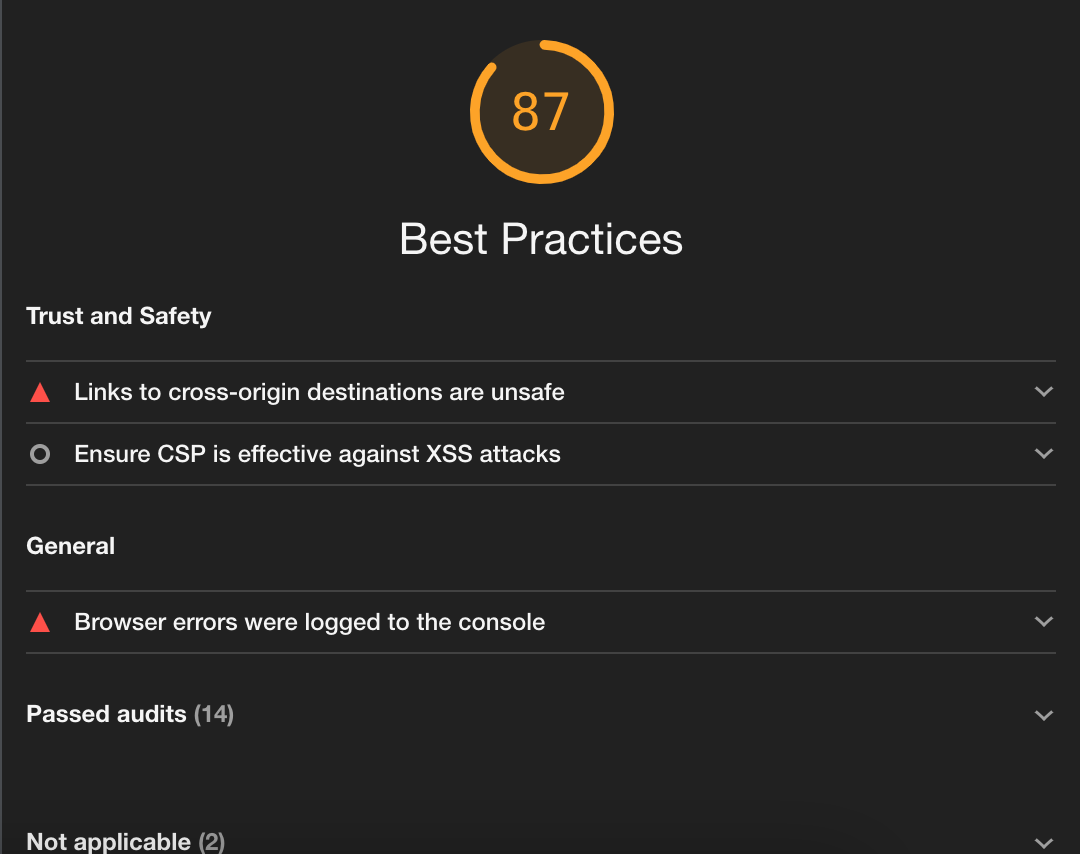 87
Best Practices
Trust and Safety
Links to cross-origin destinations are unsafe
Ensure CSP is effective against XSS attacks
General
Browser errors were logged to the console
Passed audits (14)
Not applicable (2)